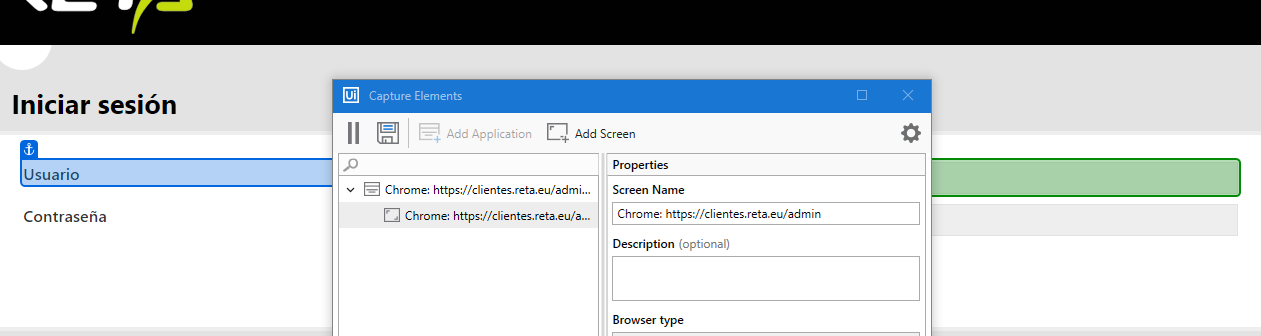 Iniciar sesión
Ui Capture Elements
Add Application Add Screen
Properties
Usuario
Chrome: https://clientes.reta.eu/admi...
Screen Name
Contraseña
Chrome: https://clientes.reta.eu/a...
Chrome: https://clientes.reta.eu/admin
Description (optional)
Browser type